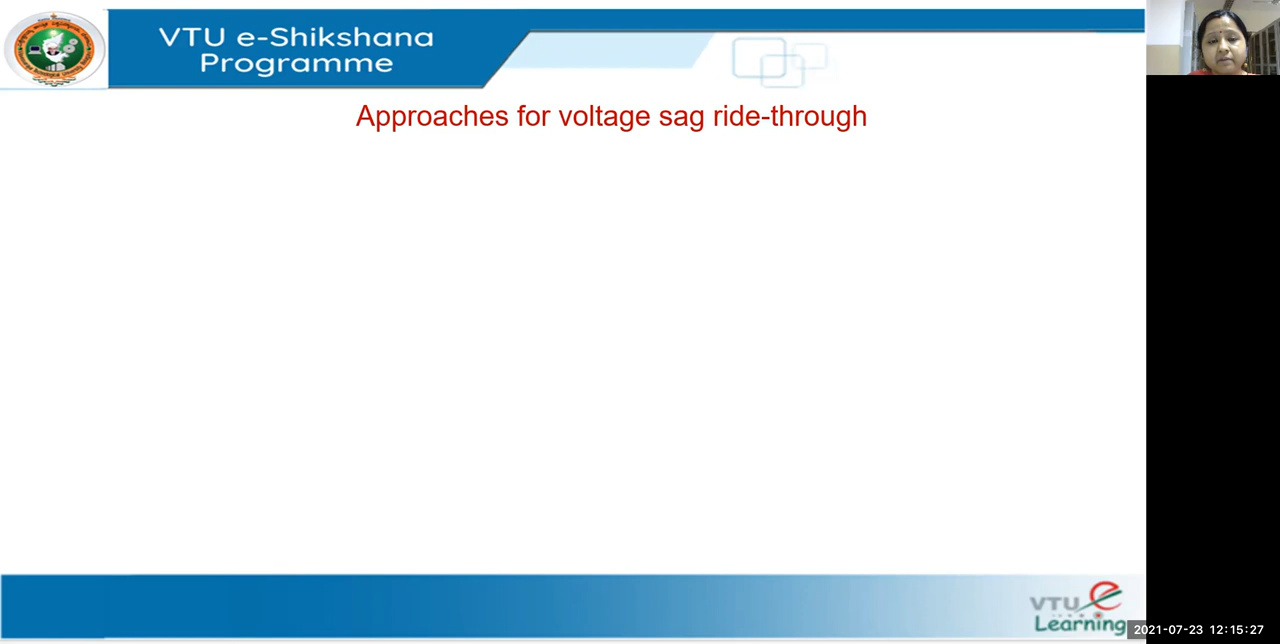 VTU e-Shikshana
Programme
Approaches for voltage sag ride-through
VTU e
Learning
2021-07-23 12:15:27